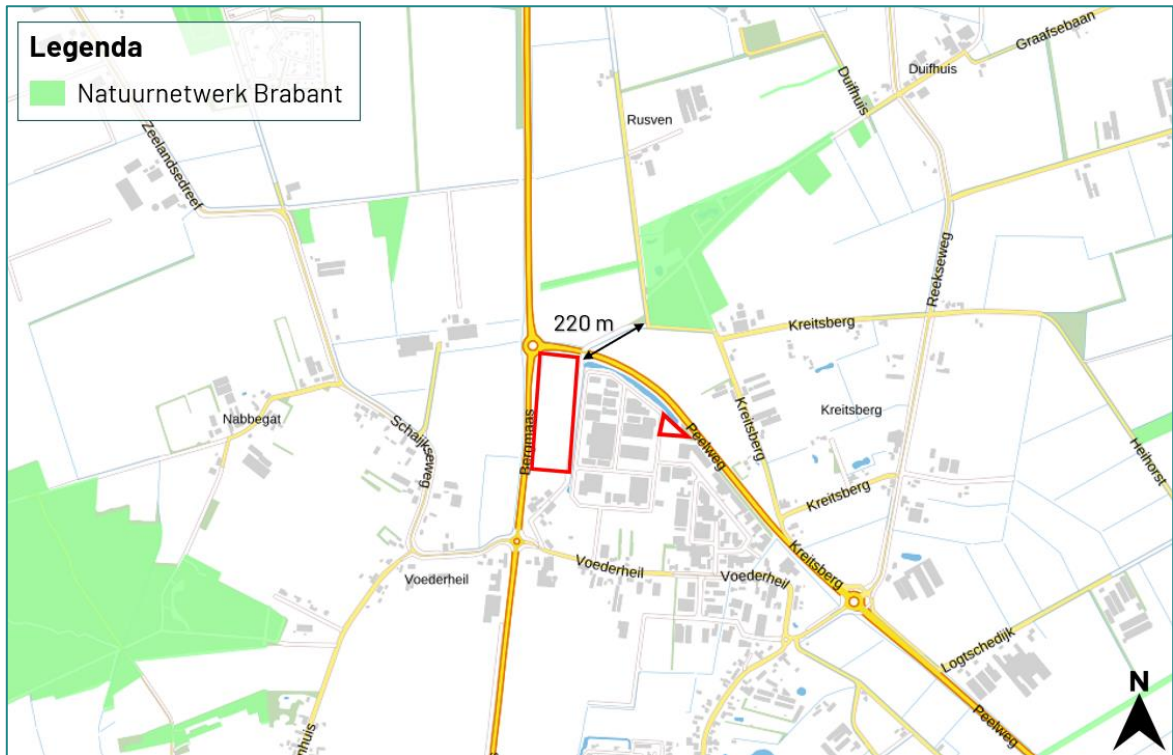 Legenda
Natuurnetwerk Brabant
Graafsebaan
Duifhuis
Duifhuis
Rusven
Zeelandsedreef
Reekseweg
220 m
Kreitsberg
Nabbegat
Schaijkseweg
Bergmaas
Kreitsberg
Kreitsberg
Peelweg
Heihorst
Kreitsberg
Voederheil
Voederheil
Voederheil
Kreitsberg
Logtschedijk
Peelweg
N